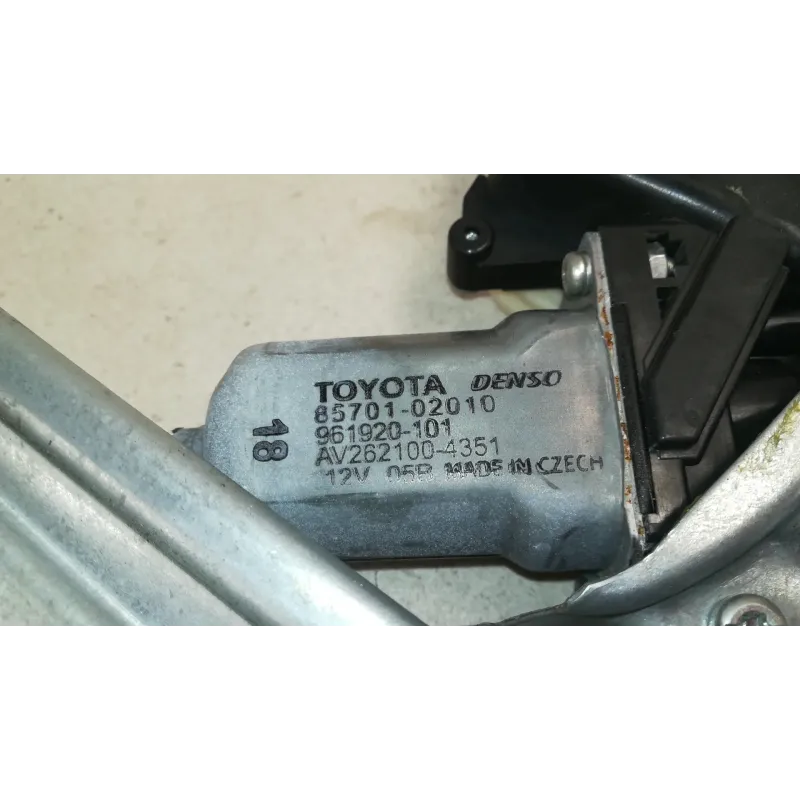 TOYOTA DENSO
85701-02010
961920-101
AV262100-4351
12V 05B MADE IN CZECH
18